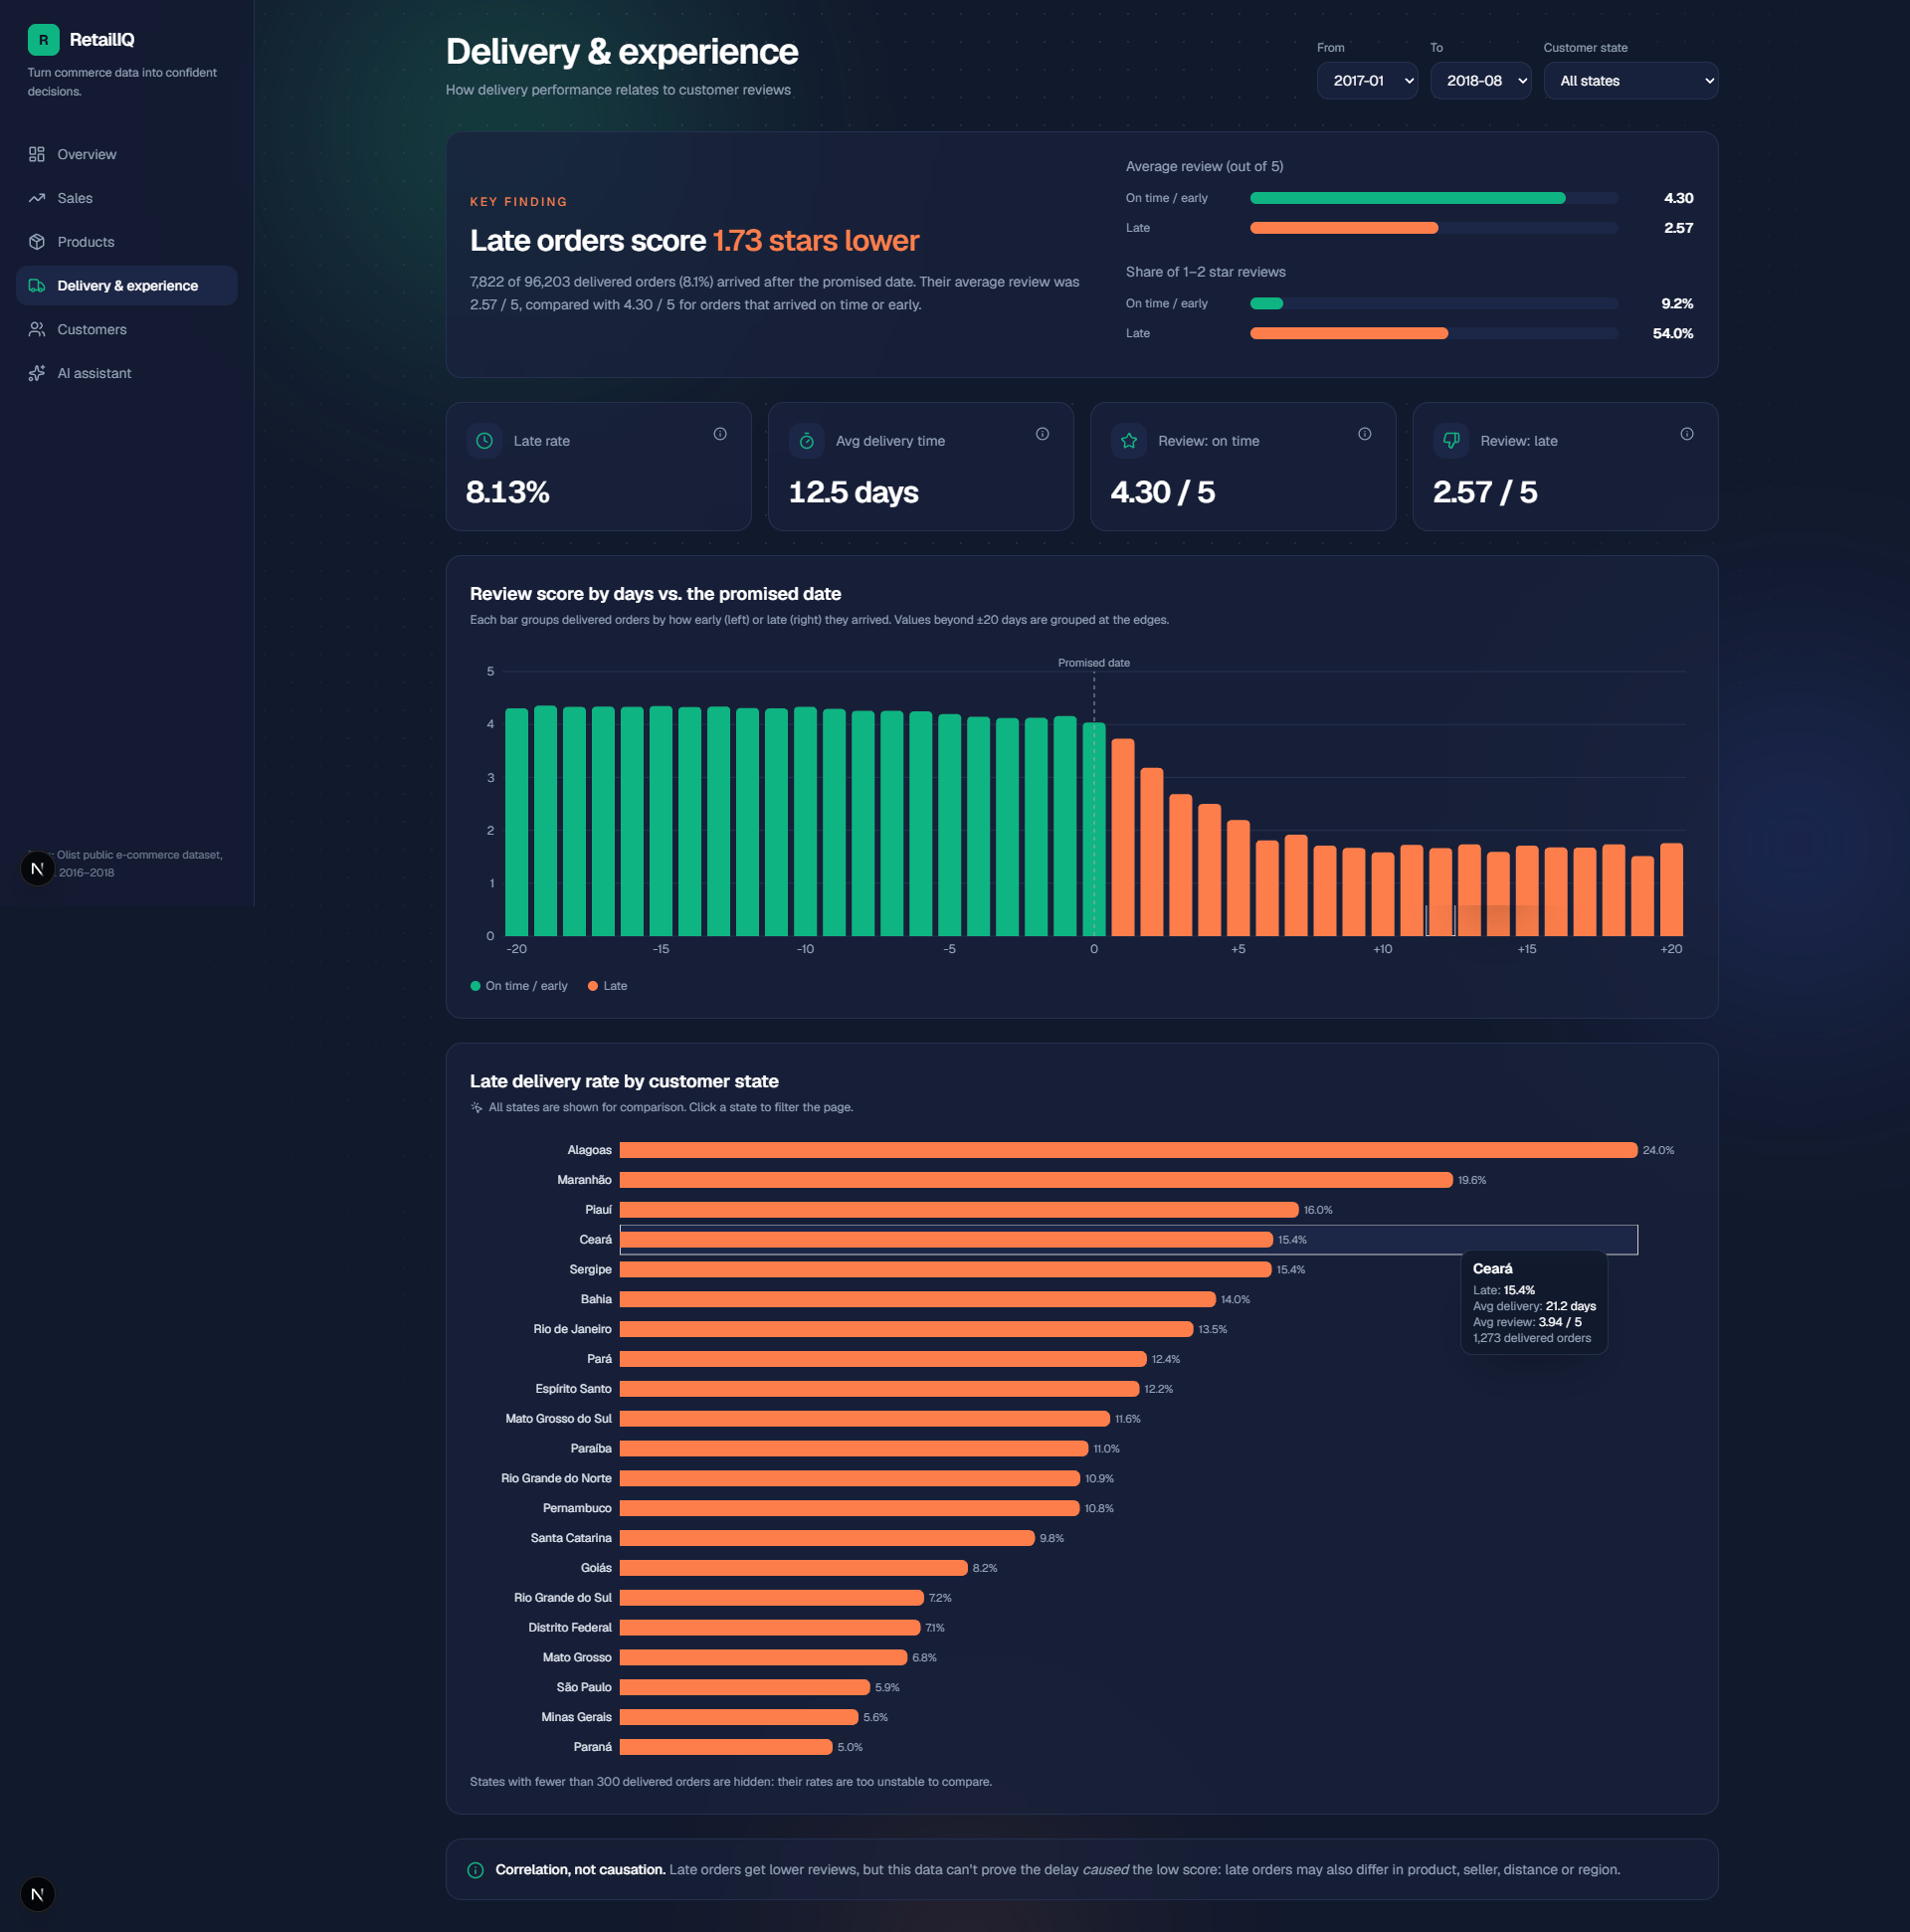 R RetailIQ
Turn commerce data into confident
decisions.
Overview
Sales
Products
Delivery & experience
Customers
AI assistant
Olist public e-commerce dataset,
2016–2018
N
Delivery & experience
How delivery performance relates to customer reviews
From To Customer state
2017-01 2018-08 All states
KEY FINDING
Late orders score 1.73 stars lower
7,822 of 96,203 delivered orders (8.1%) arrived after the promised date. Their average review was
2.57 / 5, compared with 4.30 / 5 for orders that arrived on time or early.
Average review (out of 5)
On time / early 4.30
Late 2.57
Share of 1–2 star reviews
On time / early 9.2%
Late 54.0%
Late rate
8.13%
Avg delivery time
12.5 days
Review: on time
4.30 / 5
Review: late
2.57 / 5
Review score by days vs. the promised date
Each bar groups delivered orders by how early (left) or late (right) they arrived. Values beyond ±20 days are grouped at the edges.
Promised date
5
4
3
2
1
0
-20 -15 -10 -5 0 +5 +10 +15 +20
On time / early Late
Late delivery rate by customer state
All states are shown for comparison. Click a state to filter the page.
Alagoas 24.0%
Maranhão 19.6%
Piauí 16.0%
Ceará 15.4%
Sergipe 15.4%
Bahia 14.0%
Rio de Janeiro 13.5%
Pará 12.4%
Espírito Santo 12.2%
Mato Grosso do Sul 11.6%
Paraíba 11.0%
Rio Grande do Norte 10.9%
Pernambuco 10.8%
Santa Catarina 9.8%
Goiás 8.2%
Rio Grande do Sul 7.2%
Distrito Federal 7.1%
Mato Grosso 6.8%
São Paulo 5.9%
Minas Gerais 5.6%
Paraná 5.0%
Ceará
Late: 15.4%
Avg delivery: 21.2 days
Avg review: 3.94 / 5
1,273 delivered orders
States with fewer than 300 delivered orders are hidden: their rates are too unstable to compare.
Correlation, not causation. Late orders get lower reviews, but this data can't prove the delay caused the low score: late orders may also differ in product, seller, distance or region.
N